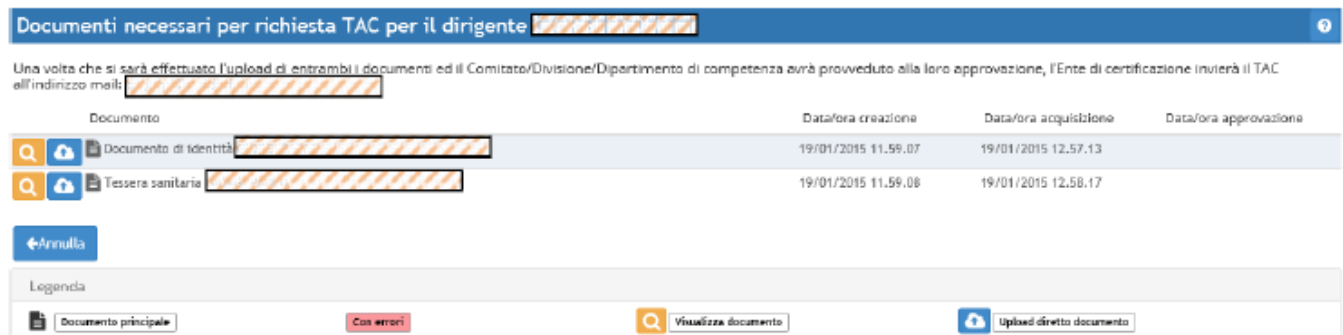 Documenti necessari per richiesta TAC per il dirigente
Una volta che si sarà effettuato l'upload di entrambi i documenti ed il Comitato/Divisione/Dipartimento di competenza avrà provveduto alla loro approvazione, l'Ente di certificazione invierà il TAC
all'indirizzo mail:
Documento Data/ora creazione Data/ora acquisizione Data/ora approvazione
Documento di identità 19/01/2015 11.59.07 19/01/2015 12.57.13
Tessera sanitaria 19/01/2015 11.59.08 19/01/2015 12.58.17
Annulla
Legenda
Documento principale Con errori Visualizza documento Upload diretto documento